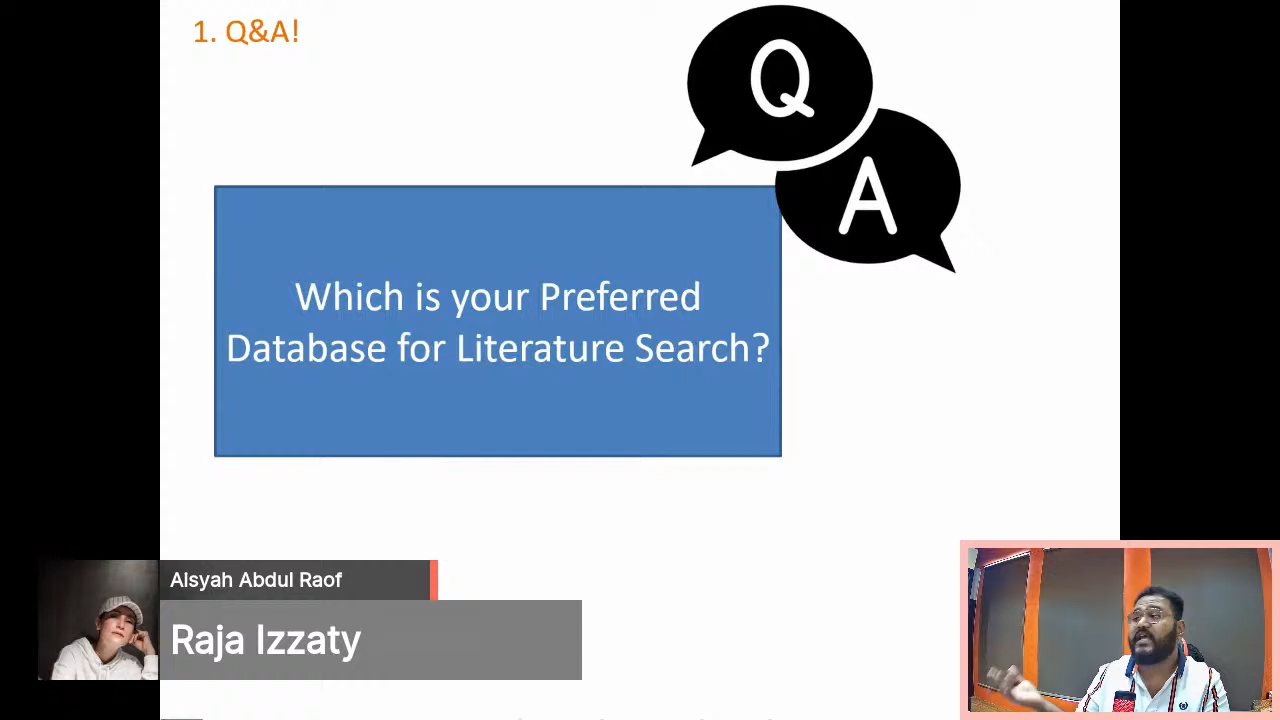 1. Q&A!
Q
A
Which is your Preferred
Database for Literature Search?
Alsyah Abdul Raof
Raja Izzaty